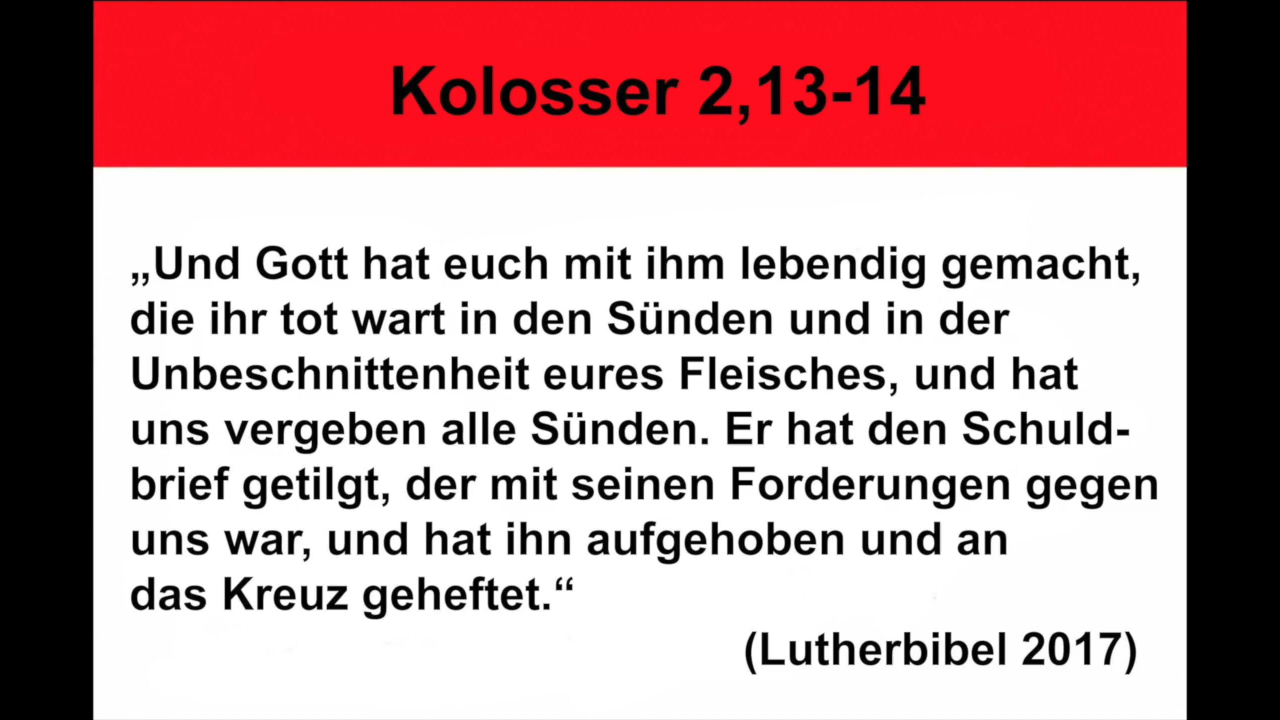 Kolosser 2,13-14
„Und Gott hat euch mit ihm lebendig gemacht,
die ihr tot wart in den Sünden und in der
Unbeschnittenheit eures Fleisches, und hat
uns vergeben alle Sünden. Er hat den Schuld-
brief getilgt, der mit seinen Forderungen gegen
uns war, und hat ihn aufgehoben und an
das Kreuz geheftet.“
(Lutherbibel 2017)